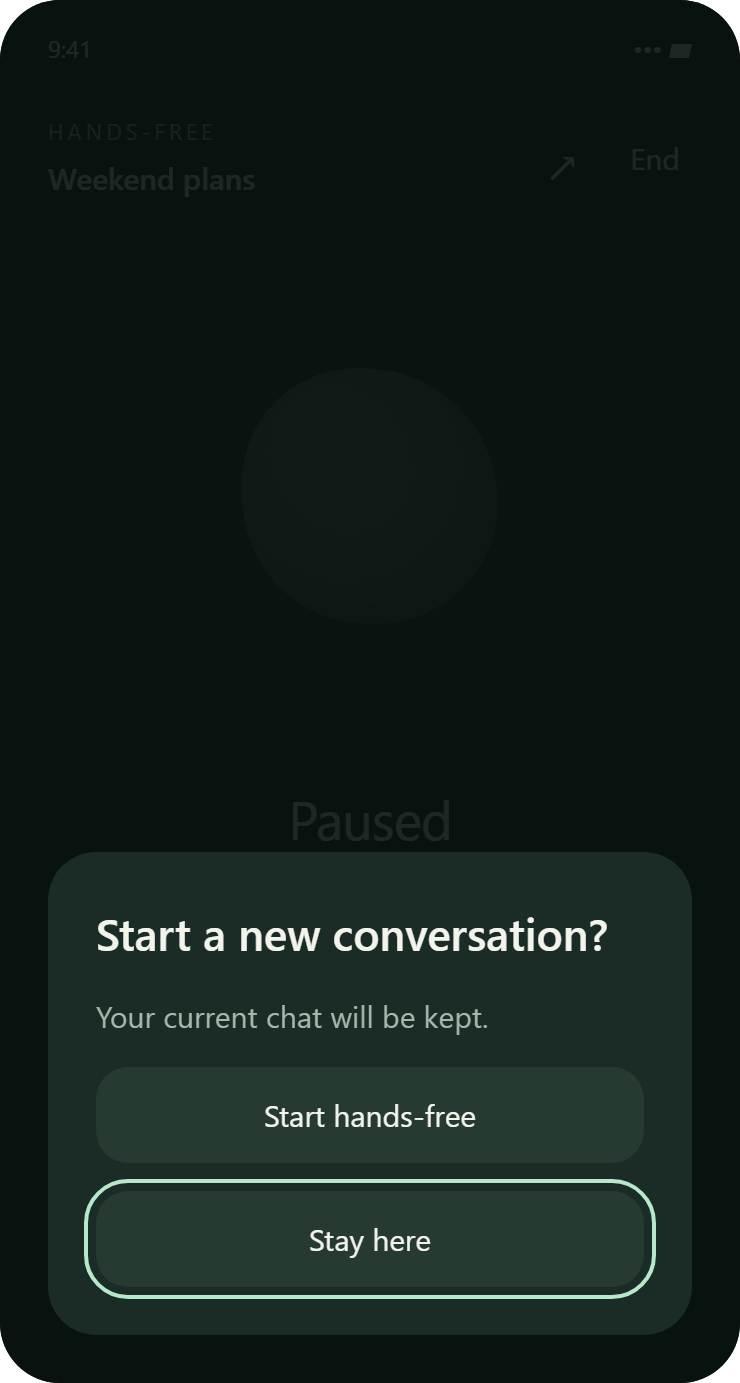 9:41
HANDS-FREE
Weekend plans
End
Paused
Start a new conversation?
Your current chat will be kept.
Start hands-free
Stay here